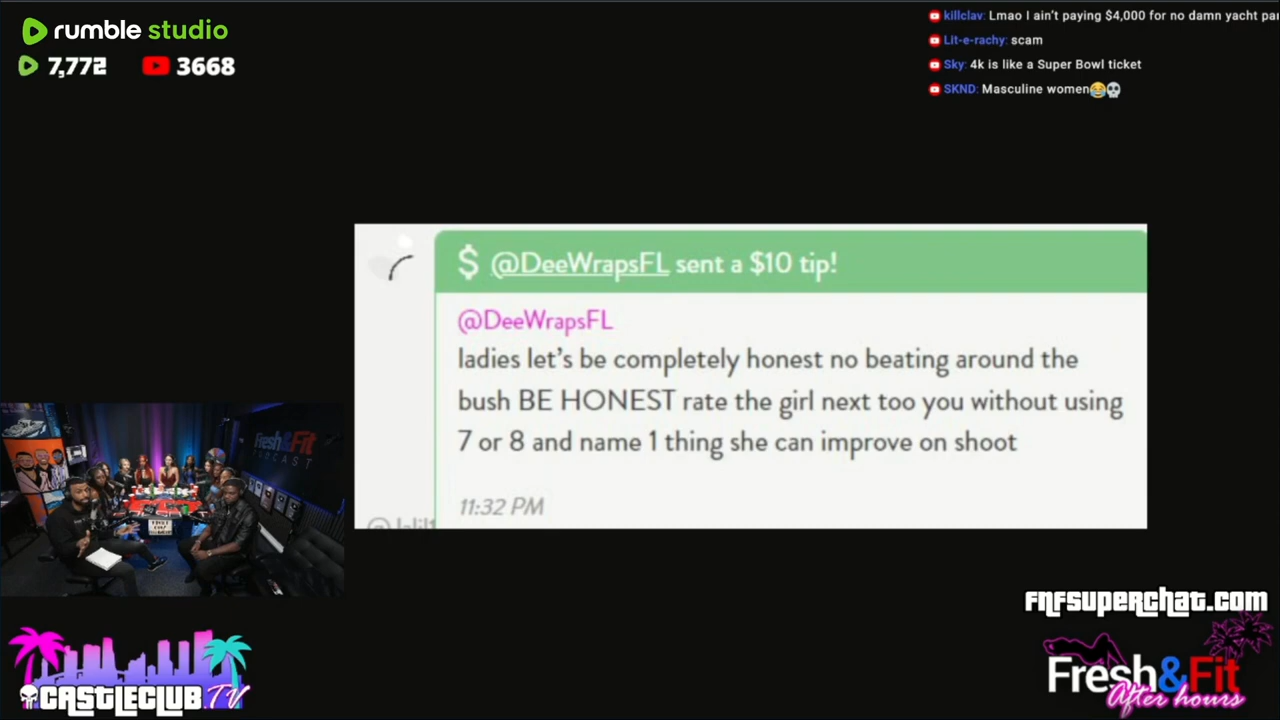 rumble studio
7,772 3668
killclav: Lmao I ain't paying $4,000 for no damn yacht
Lit-e-rachy: scam
Sky: 4k is like a Super Bowl ticket
SKND: Masculine women😂💀
$ @DeeWrapsFL sent a $10 tip!
@DeeWrapsFL
ladies let's be completely honest no beating around the
bush BE HONEST rate the girl next too you without using
7 or 8 and name 1 thing she can improve on shoot
11:32 PM
Fresh&Fit
PODCAST
FNFSUPERCHAT.COM
CASTLECLUB TV
Fresh&Fit
After hours